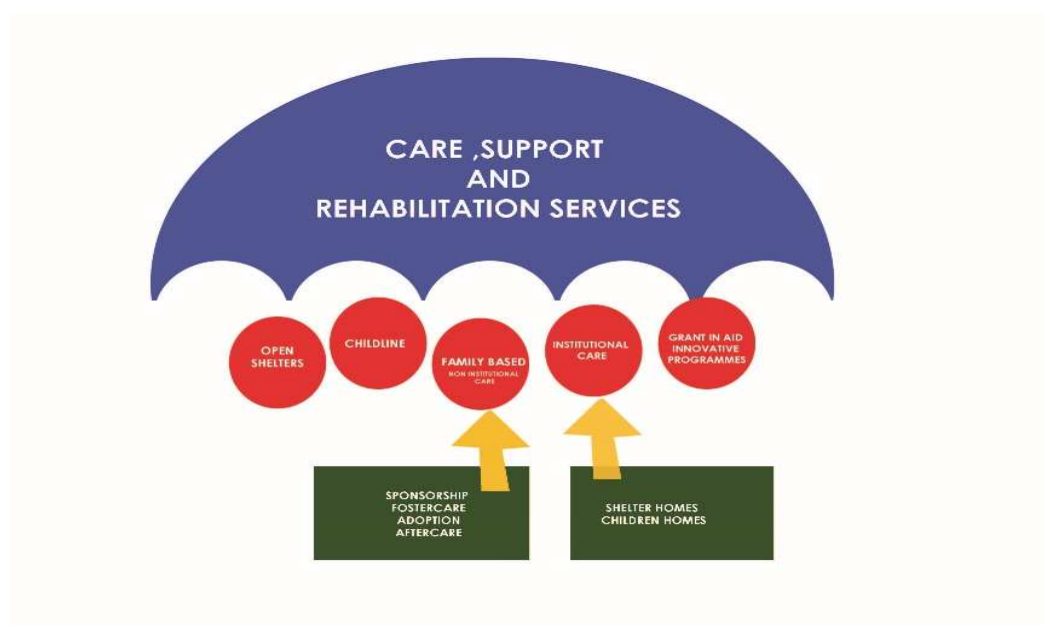 CARE ,SUPPORT
AND
REHABILITATION SERVICES
OPEN
SHELTERS
CHILDLINE
FAMILY BASED
NON INSTITUTIONAL
CARE
INSTITUTIONAL
CARE
GRANT IN AID
INNOVATIVE
PROGRAMMES
SPONSORSHIP
FOSTERCARE
ADOPTION
AFTERCARE
SHELTER HOMES
CHILDREN HOMES